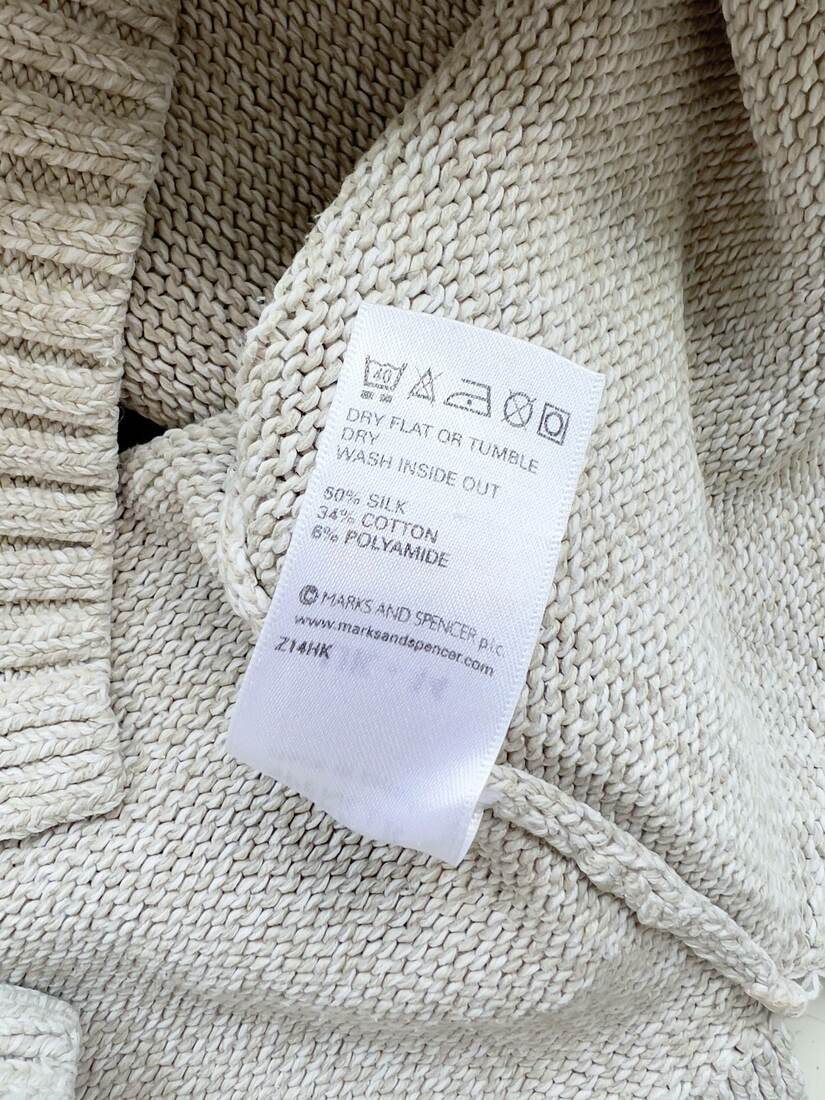 40
DRY FLAT OR TUMBLE
DRY
WASH INSIDE OUT
60% SILK
34% COTTON
6% POLYAMIDE
© MARKS AND SPENCER p.l.c.
www.marksandspencer.com
Z14HK